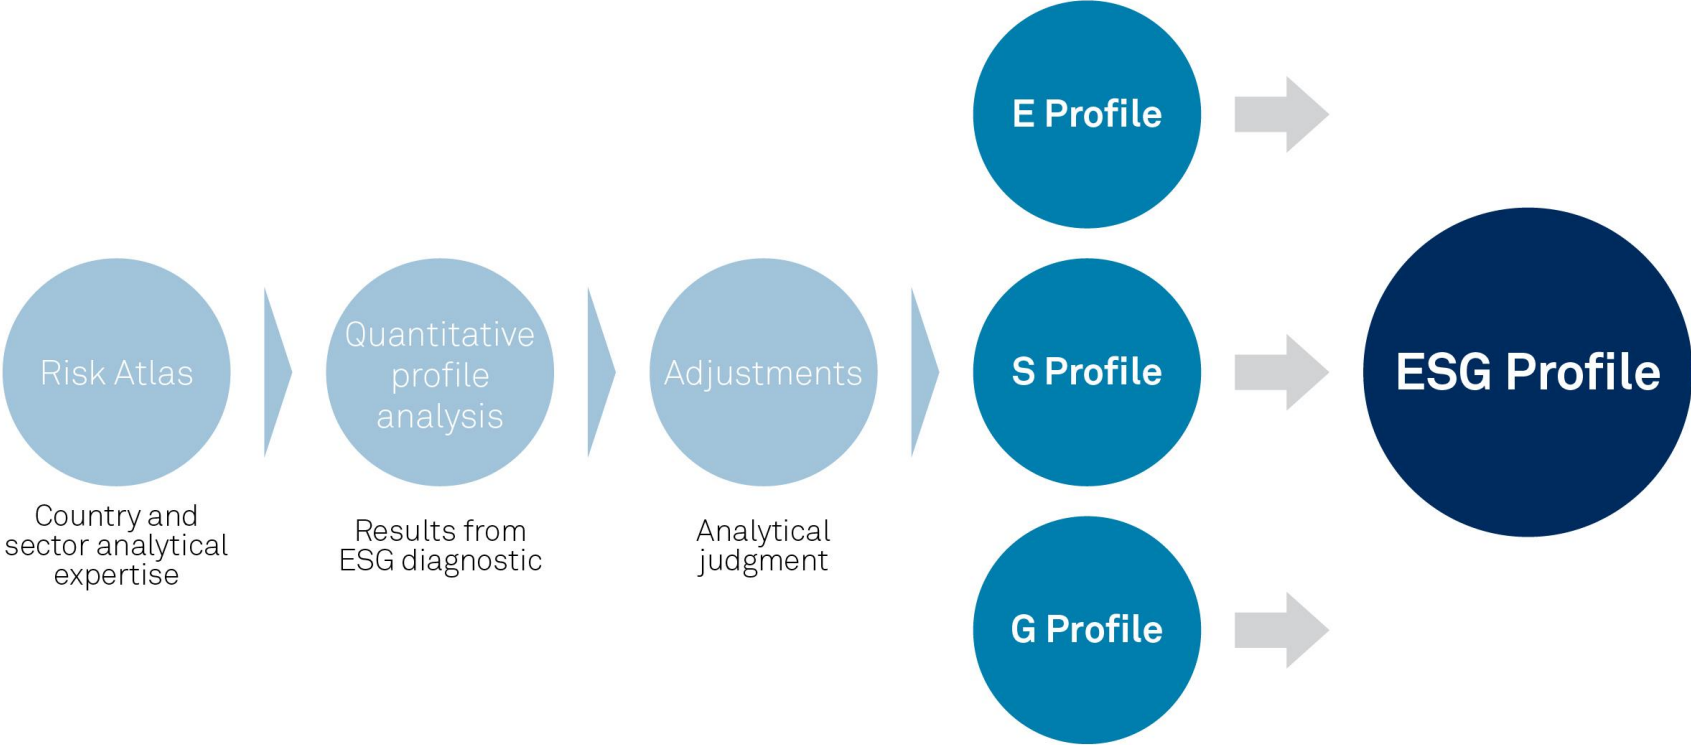 Risk Atlas
Country and
sector analytical
expertise
Quantitative
profile
analysis
Results from
ESG diagnostic
Adjustments
Analytical
judgment
E Profile
S Profile
G Profile
ESG Profile